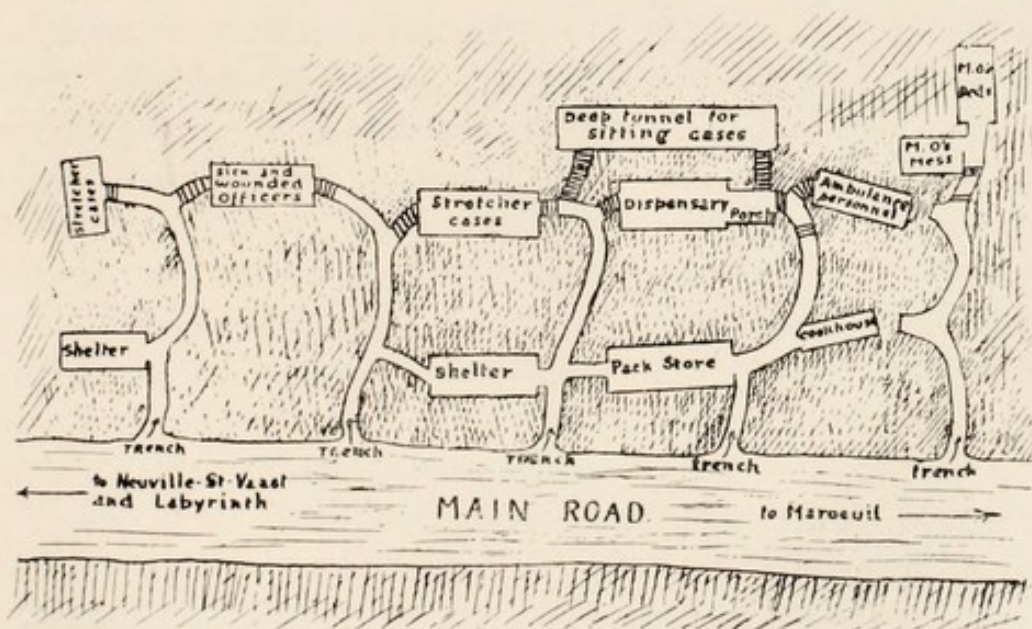 M.O's
Beds
Deep tunnel for
sitting cases
M.O's
Mess
Stretcher
cases
Sick and
wounded
Officers
Stretcher
cases
Dispensary
Porch
Ambulance
personnel
Shelter
Shelter
Pack Store
Cookhouse
Trench
Trench
Trench
trench
trench
to Neuville-St-Vaast
and Labyrinth
MAIN ROAD
to Maroeuil